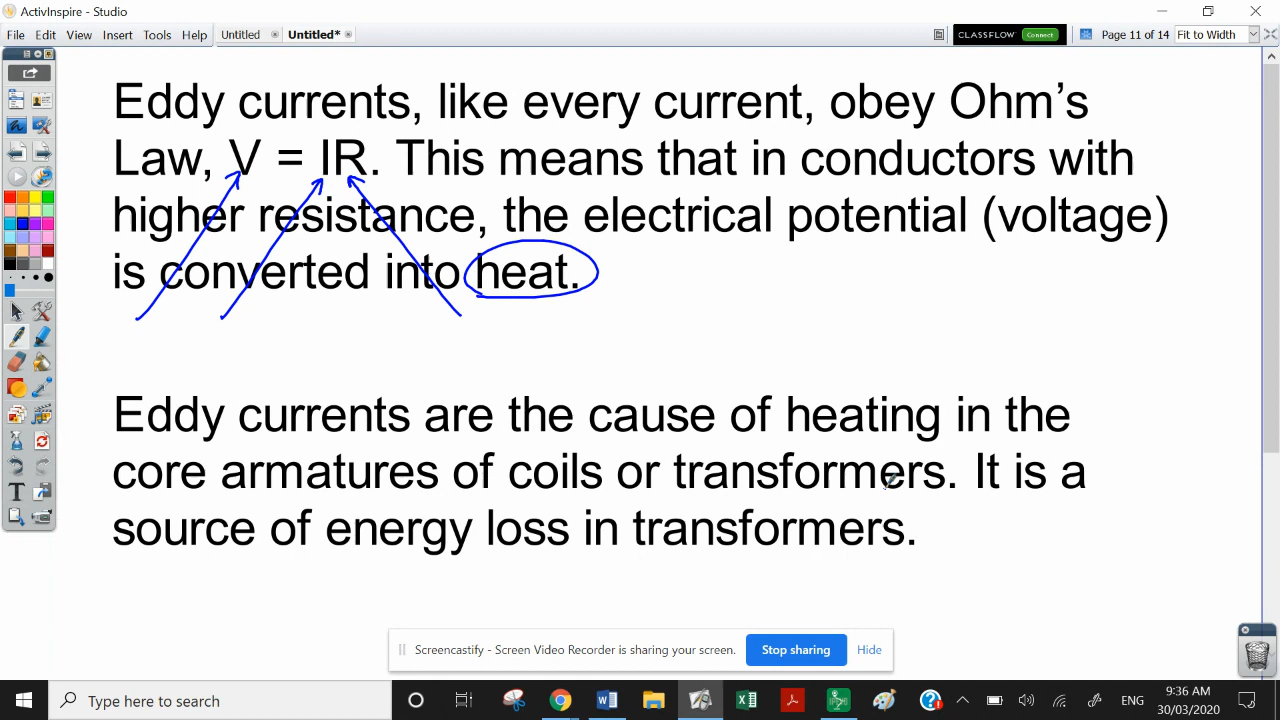 ActivInspire - Studio
File Edit View Insert Tools Help
Untitled Untitled*
CLASSFLOW Connect
Page 11 of 14 Fit to Width
Eddy currents, like every current, obey Ohm's
Law, V = IR. This means that in conductors with
higher resistance, the electrical potential (voltage)
is converted into heat.
Eddy currents are the cause of heating in the
core armatures of coils or transformers. It is a
source of energy loss in transformers.
Screencastify - Screen Video Recorder is sharing your screen. Stop sharing Hide
Type here to search
ENG
9:36 AM
30/03/2020